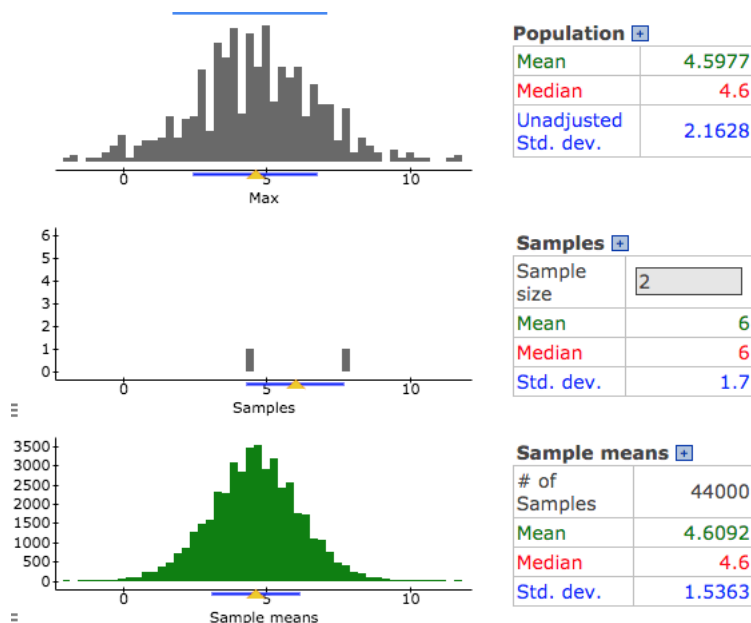 Population +
Mean 4.5977
Median 4.6
Unadjusted
Std. dev. 2.1628
0 5 10
Max
Samples +
Sample
size 2
Mean 6
Median 6
Std. dev. 1.7
6
5
4
3
2
1
0
0 5 10
Samples
Sample means +
# of
Samples 44000
Mean 4.6092
Median 4.6
Std. dev. 1.5363
3500
3000
2500
2000
1500
1000
500
0
0 5 10
Sample means